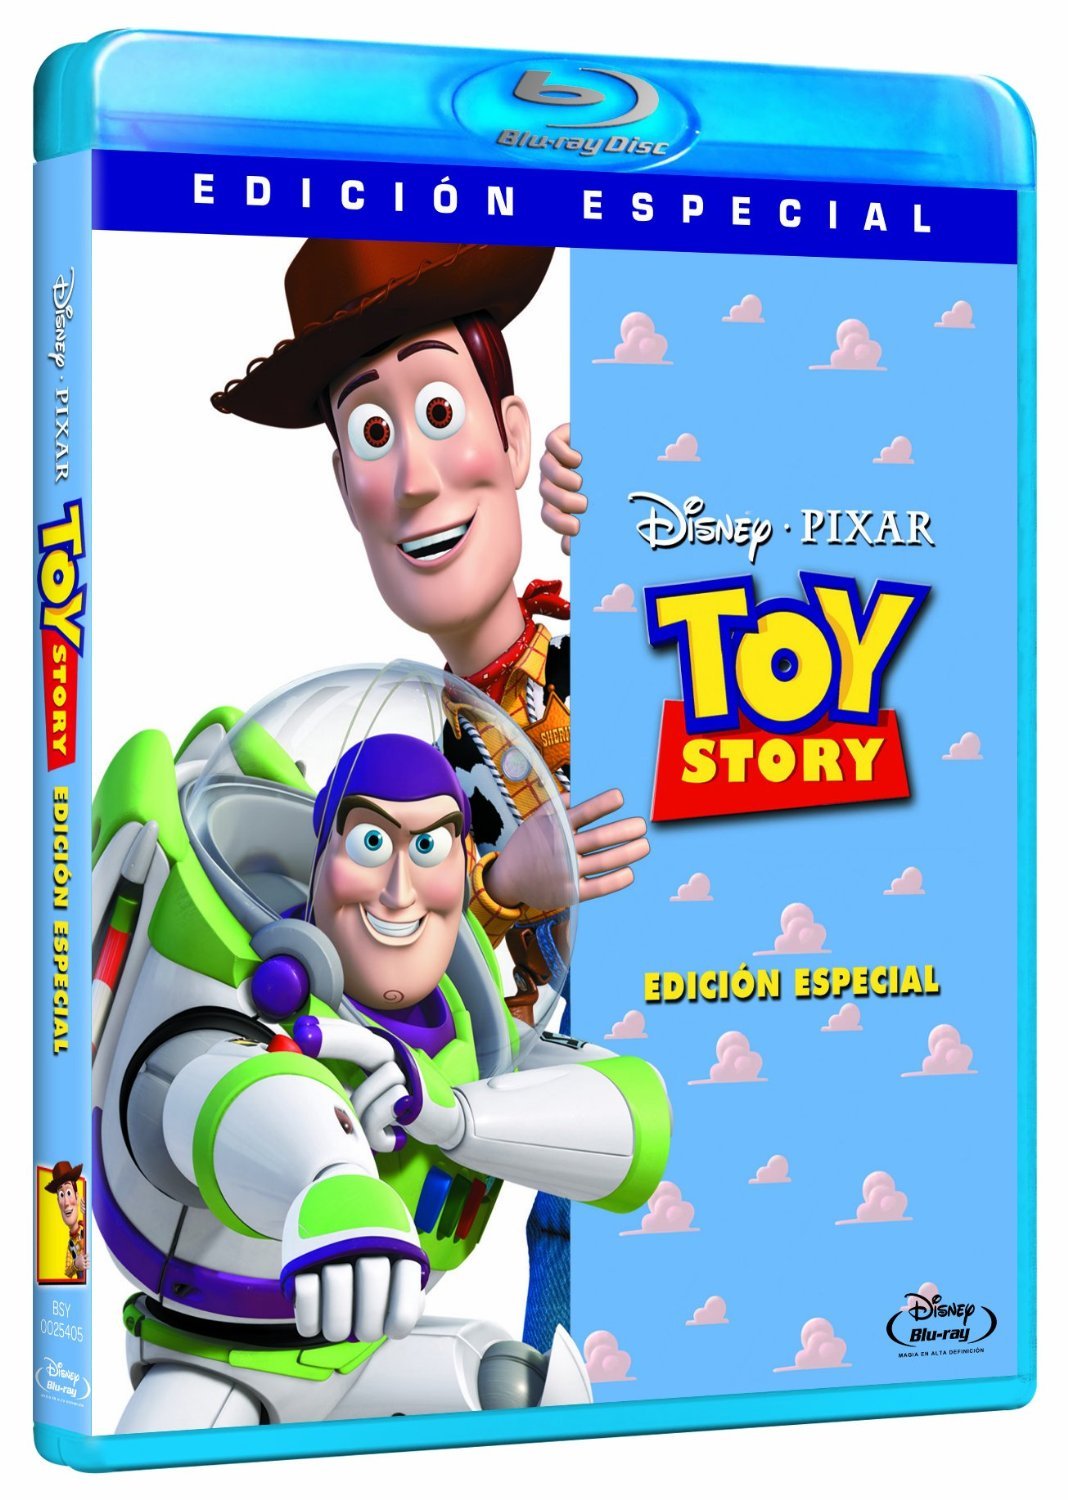 Blu-ray Disc
EDICIÓN ESPECIAL
DISNEY · PIXAR
TOY
STORY
EDICIÓN ESPECIAL
SHERIFF
DISNEY
Blu-ray
MAGIA EN ALTA DEFINICIÓN
DISNEY · PIXAR
TOY
STORY
EDICIÓN ESPECIAL
BSY
0025405
DISNEY
Blu-ray